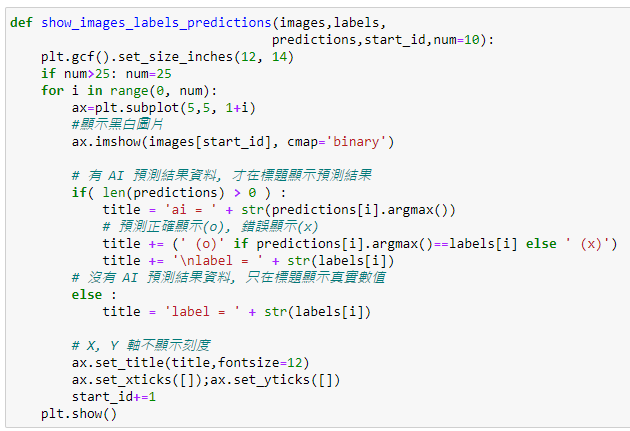 def show_images_labels_predictions(images,labels,
                                  predictions,start_id,num=10):
    plt.gcf().set_size_inches(12, 14)
    if num>25: num=25
    for i in range(0, num):
        ax=plt.subplot(5,5, 1+i)
        #顯示黑白圖片
        ax.imshow(images[start_id], cmap='binary')

        # 有 AI 預測結果資料, 才在標題顯示預測結果
        if( len(predictions) > 0 ) :
            title = 'ai = ' + str(predictions[i].argmax())
            # 預測正確顯示(o), 錯誤顯示(x)
            title += (' (o)' if predictions[i].argmax()==labels[i] else ' (x)')
            title += '\nlabel = ' + str(labels[i])
        # 沒有 AI 預測結果資料, 只在標題顯示真實數值
        else :
            title = 'label = ' + str(labels[i])

        # X, Y 軸不顯示刻度
        ax.set_title(title,fontsize=12)
        ax.set_xticks([]);ax.set_yticks([])
        start_id+=1
    plt.show()